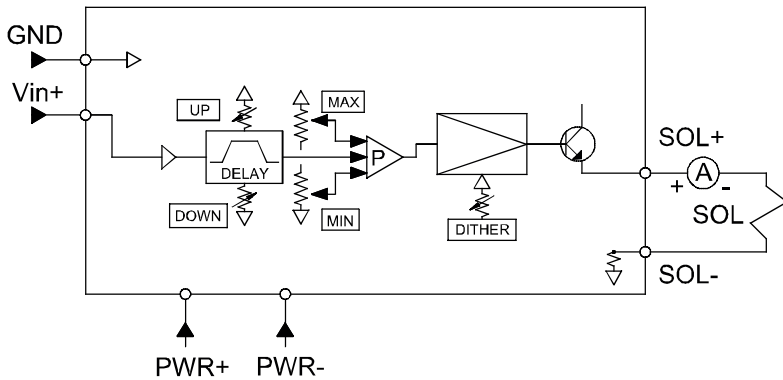 GND
Vin+
UP
MAX
P
DELAY
DOWN
MIN
DITHER
SOL+
A
+
-
SOL
SOL-
PWR+
PWR-